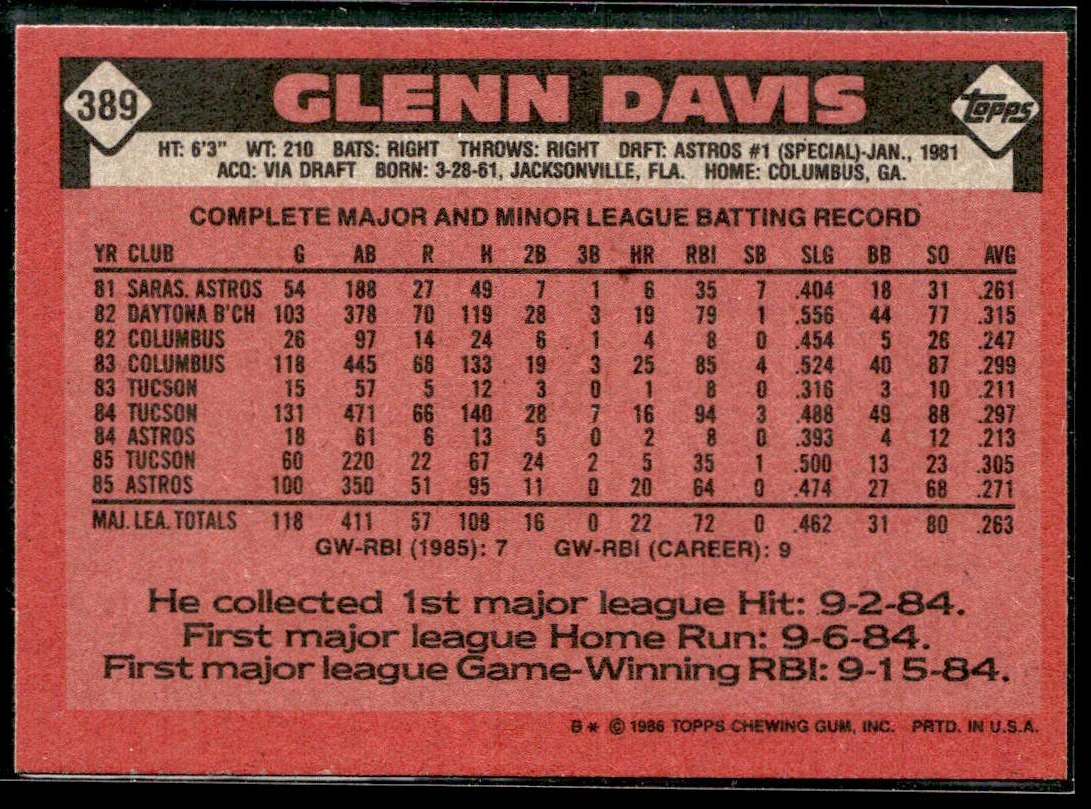 389 GLENN DAVIS topps
HT: 6'3" WT: 210 BATS: RIGHT THROWS: RIGHT DRFT: ASTROS #1 (SPECIAL)-JAN., 1981
ACQ: VIA DRAFT BORN: 3-28-61, JACKSONVILLE, FLA. HOME: COLUMBUS, GA.
COMPLETE MAJOR AND MINOR LEAGUE BATTING RECORD
YR CLUB G AB R H 2B 3B HR RBI SB SLG BB SO AVG
81 SARAS. ASTROS 54 188 27 49 7 1 6 35 7 .404 18 31 .261
82 DAYTONA B'CH 103 378 70 119 28 3 19 79 1 .556 44 77 .315
82 COLUMBUS 26 97 14 24 6 1 4 8 0 .454 5 26 .247
83 COLUMBUS 118 445 68 133 19 3 25 85 4 .524 40 87 .299
83 TUCSON 15 57 5 12 3 0 1 8 0 .316 3 10 .211
84 TUCSON 131 471 66 140 28 7 16 94 3 .488 49 88 .297
84 ASTROS 18 61 6 13 5 0 2 8 0 .393 4 12 .213
85 TUCSON 60 220 22 67 24 2 5 35 1 .500 13 23 .305
85 ASTROS 100 350 51 95 11 0 20 64 0 .474 27 68 .271
MAJ. LEA. TOTALS 118 411 57 108 16 0 22 72 0 .462 31 80 .263
GW-RBI (1985): 7 GW-RBI (CAREER): 9
He collected 1st major league Hit: 9-2-84.
First major league Home Run: 9-6-84.
First major league Game-Winning RBI: 9-15-84.
B * © 1986 TOPPS CHEWING GUM, INC. PRTD. IN U.S.A.